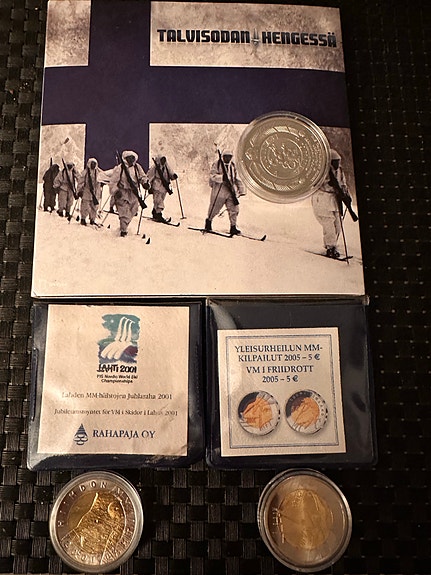 TALVISODAN HENGESSÄ
LAHTI 2001
FIS Nordic World Ski
Championships
Lahden MM-hiihtojen Juhlaraha 2001
Jubileumsmyntet för VM i Skidor i Lahtis 2001
RAHAPAJA OY
YLEISURHEILUN MM-
KILPAILUT 2005 – 5 €
VM I FRIIDROTT
2005 – 5 €